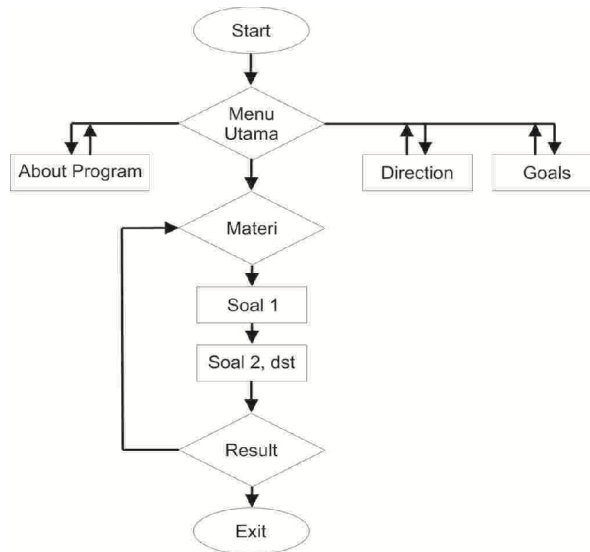 Start
Menu
Utama
About Program
Direction
Goals
Materi
Soal 1
Soal 2, dst
Result
Exit